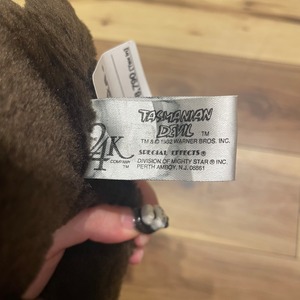 TASMANIAN
DEVIL ™
™ & © 1992 WARNER BROS. INC.
24K
COMPANY ™
SPECIAL EFFECTS ®
DIVISION OF MIGHTY STAR ® INC.
PERTH AMBOY, N.J. 08861